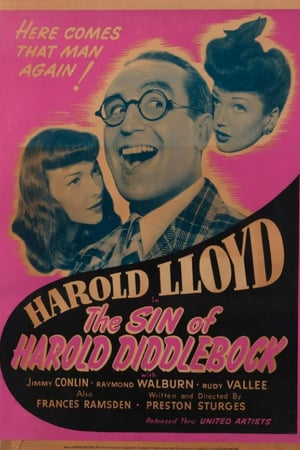 HERE COMES
THAT MAN
AGAIN!
HAROLD LLOYD
in
The SIN of
HAROLD DIDDLEBOCK
with
JIMMY CONLIN · RAYMOND WALBURN · RUDY VALLEE
Also Written and Directed By
FRANCES RAMSDEN · PRESTON STURGES
Released Thru UNITED ARTISTS